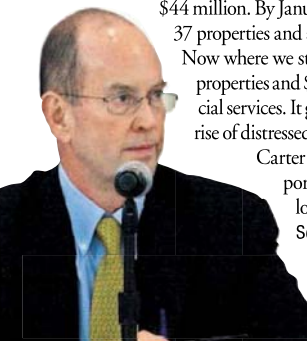 $44 million. By Janu
37 properties and
Now where we st
properties and S
cial services. It g
rise of distressed
Carter
por
lo
Se